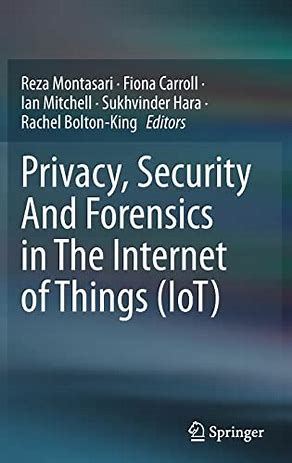 Reza Montasari · Fiona Carroll ·
Ian Mitchell · Sukhvinder Hara ·
Rachel Bolton-King Editors
Privacy, Security
And Forensics
in The Internet
of Things (IoT)
Springer